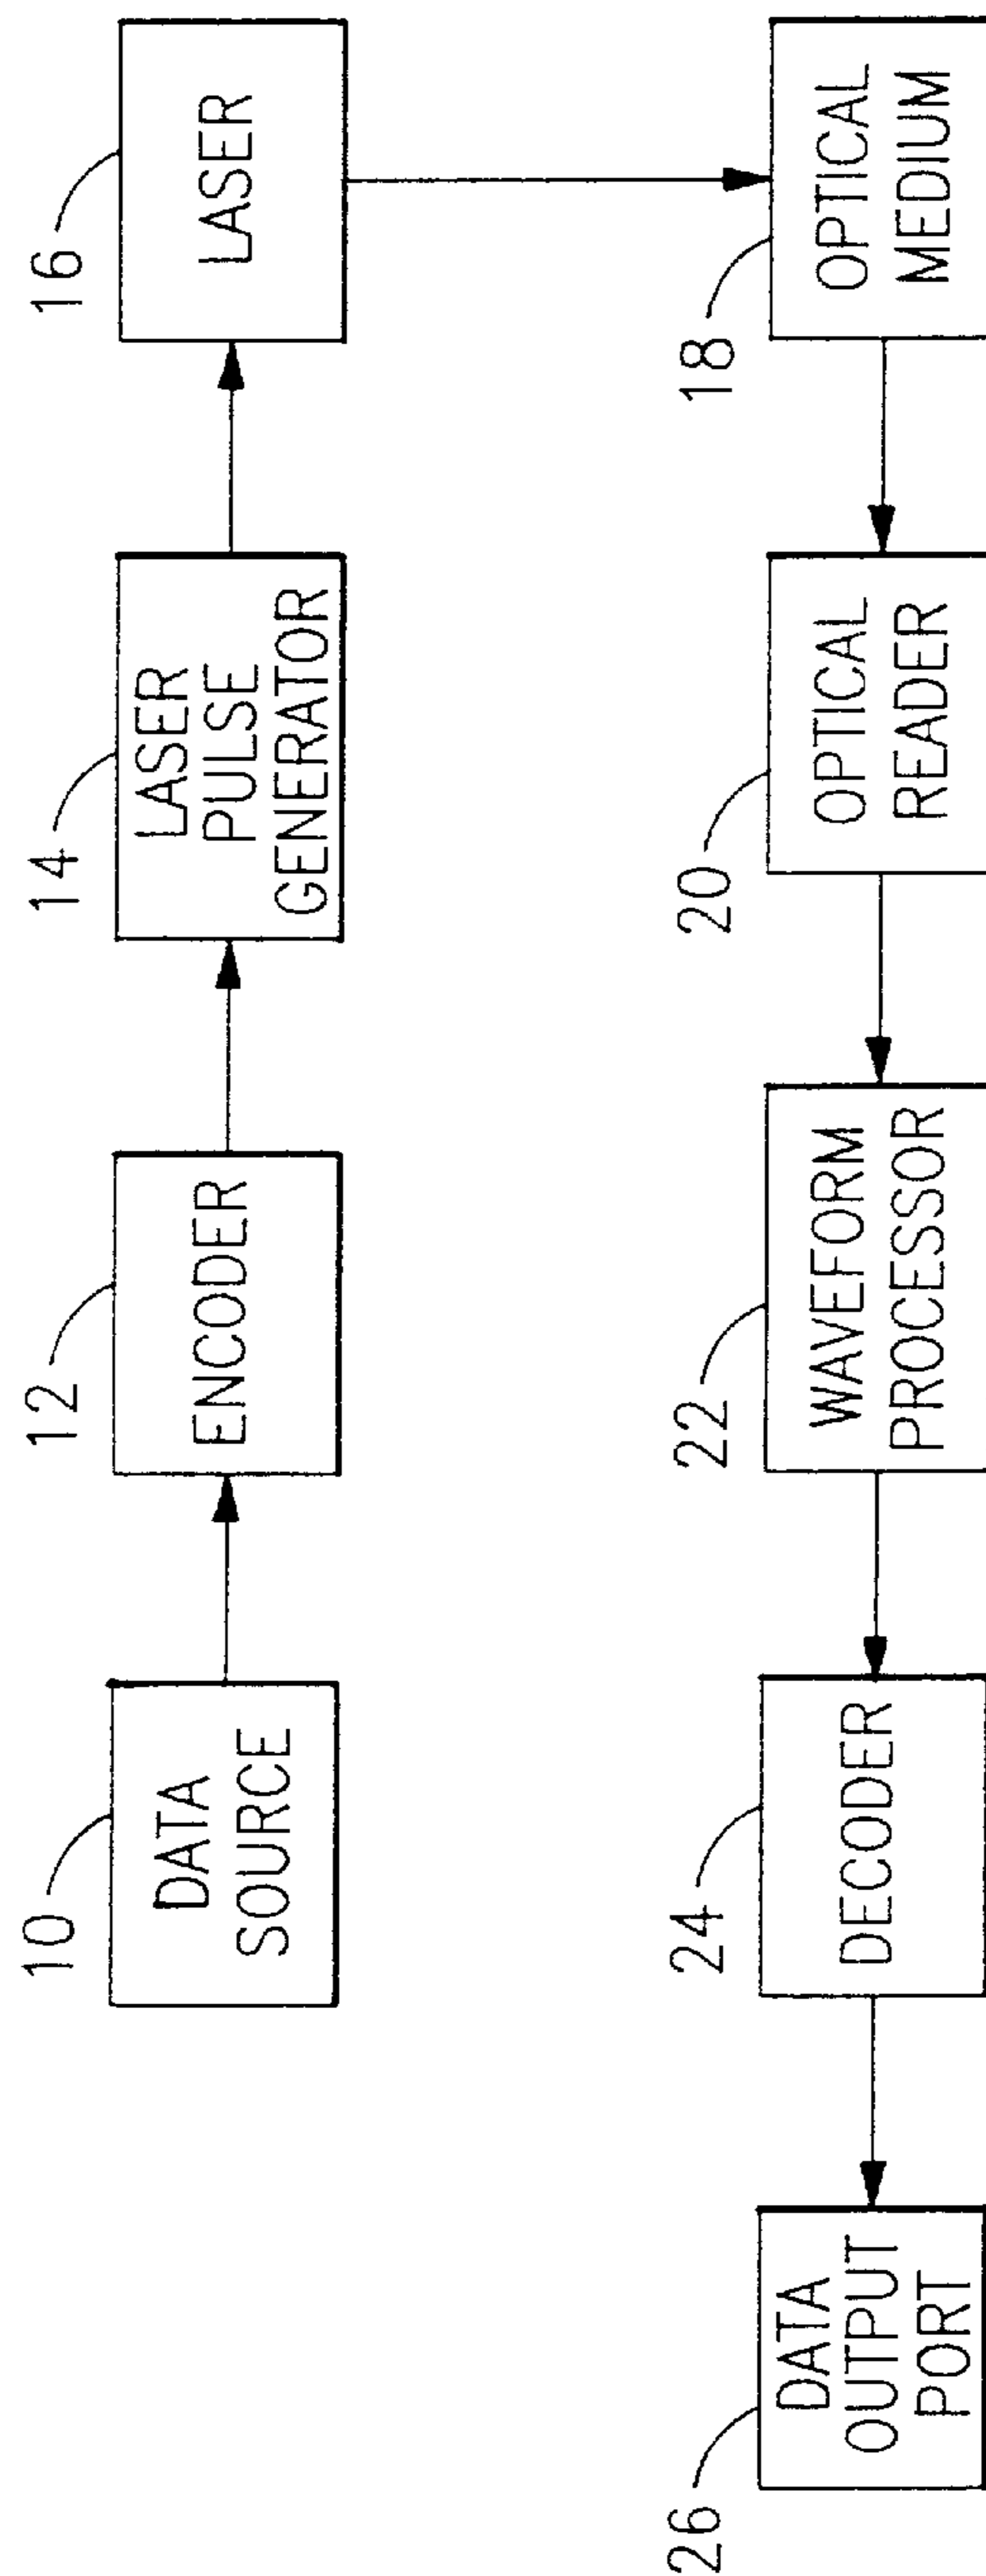 10
DATA
SOURCE
12
ENCODER
14
LASER
PULSE
GENERATOR
16
LASER
18
OPTICAL
MEDIUM
20
OPTICAL
READER
22
WAVEFORM
PROCESSOR
24
DECODER
26
DATA
OUTPUT
PORT